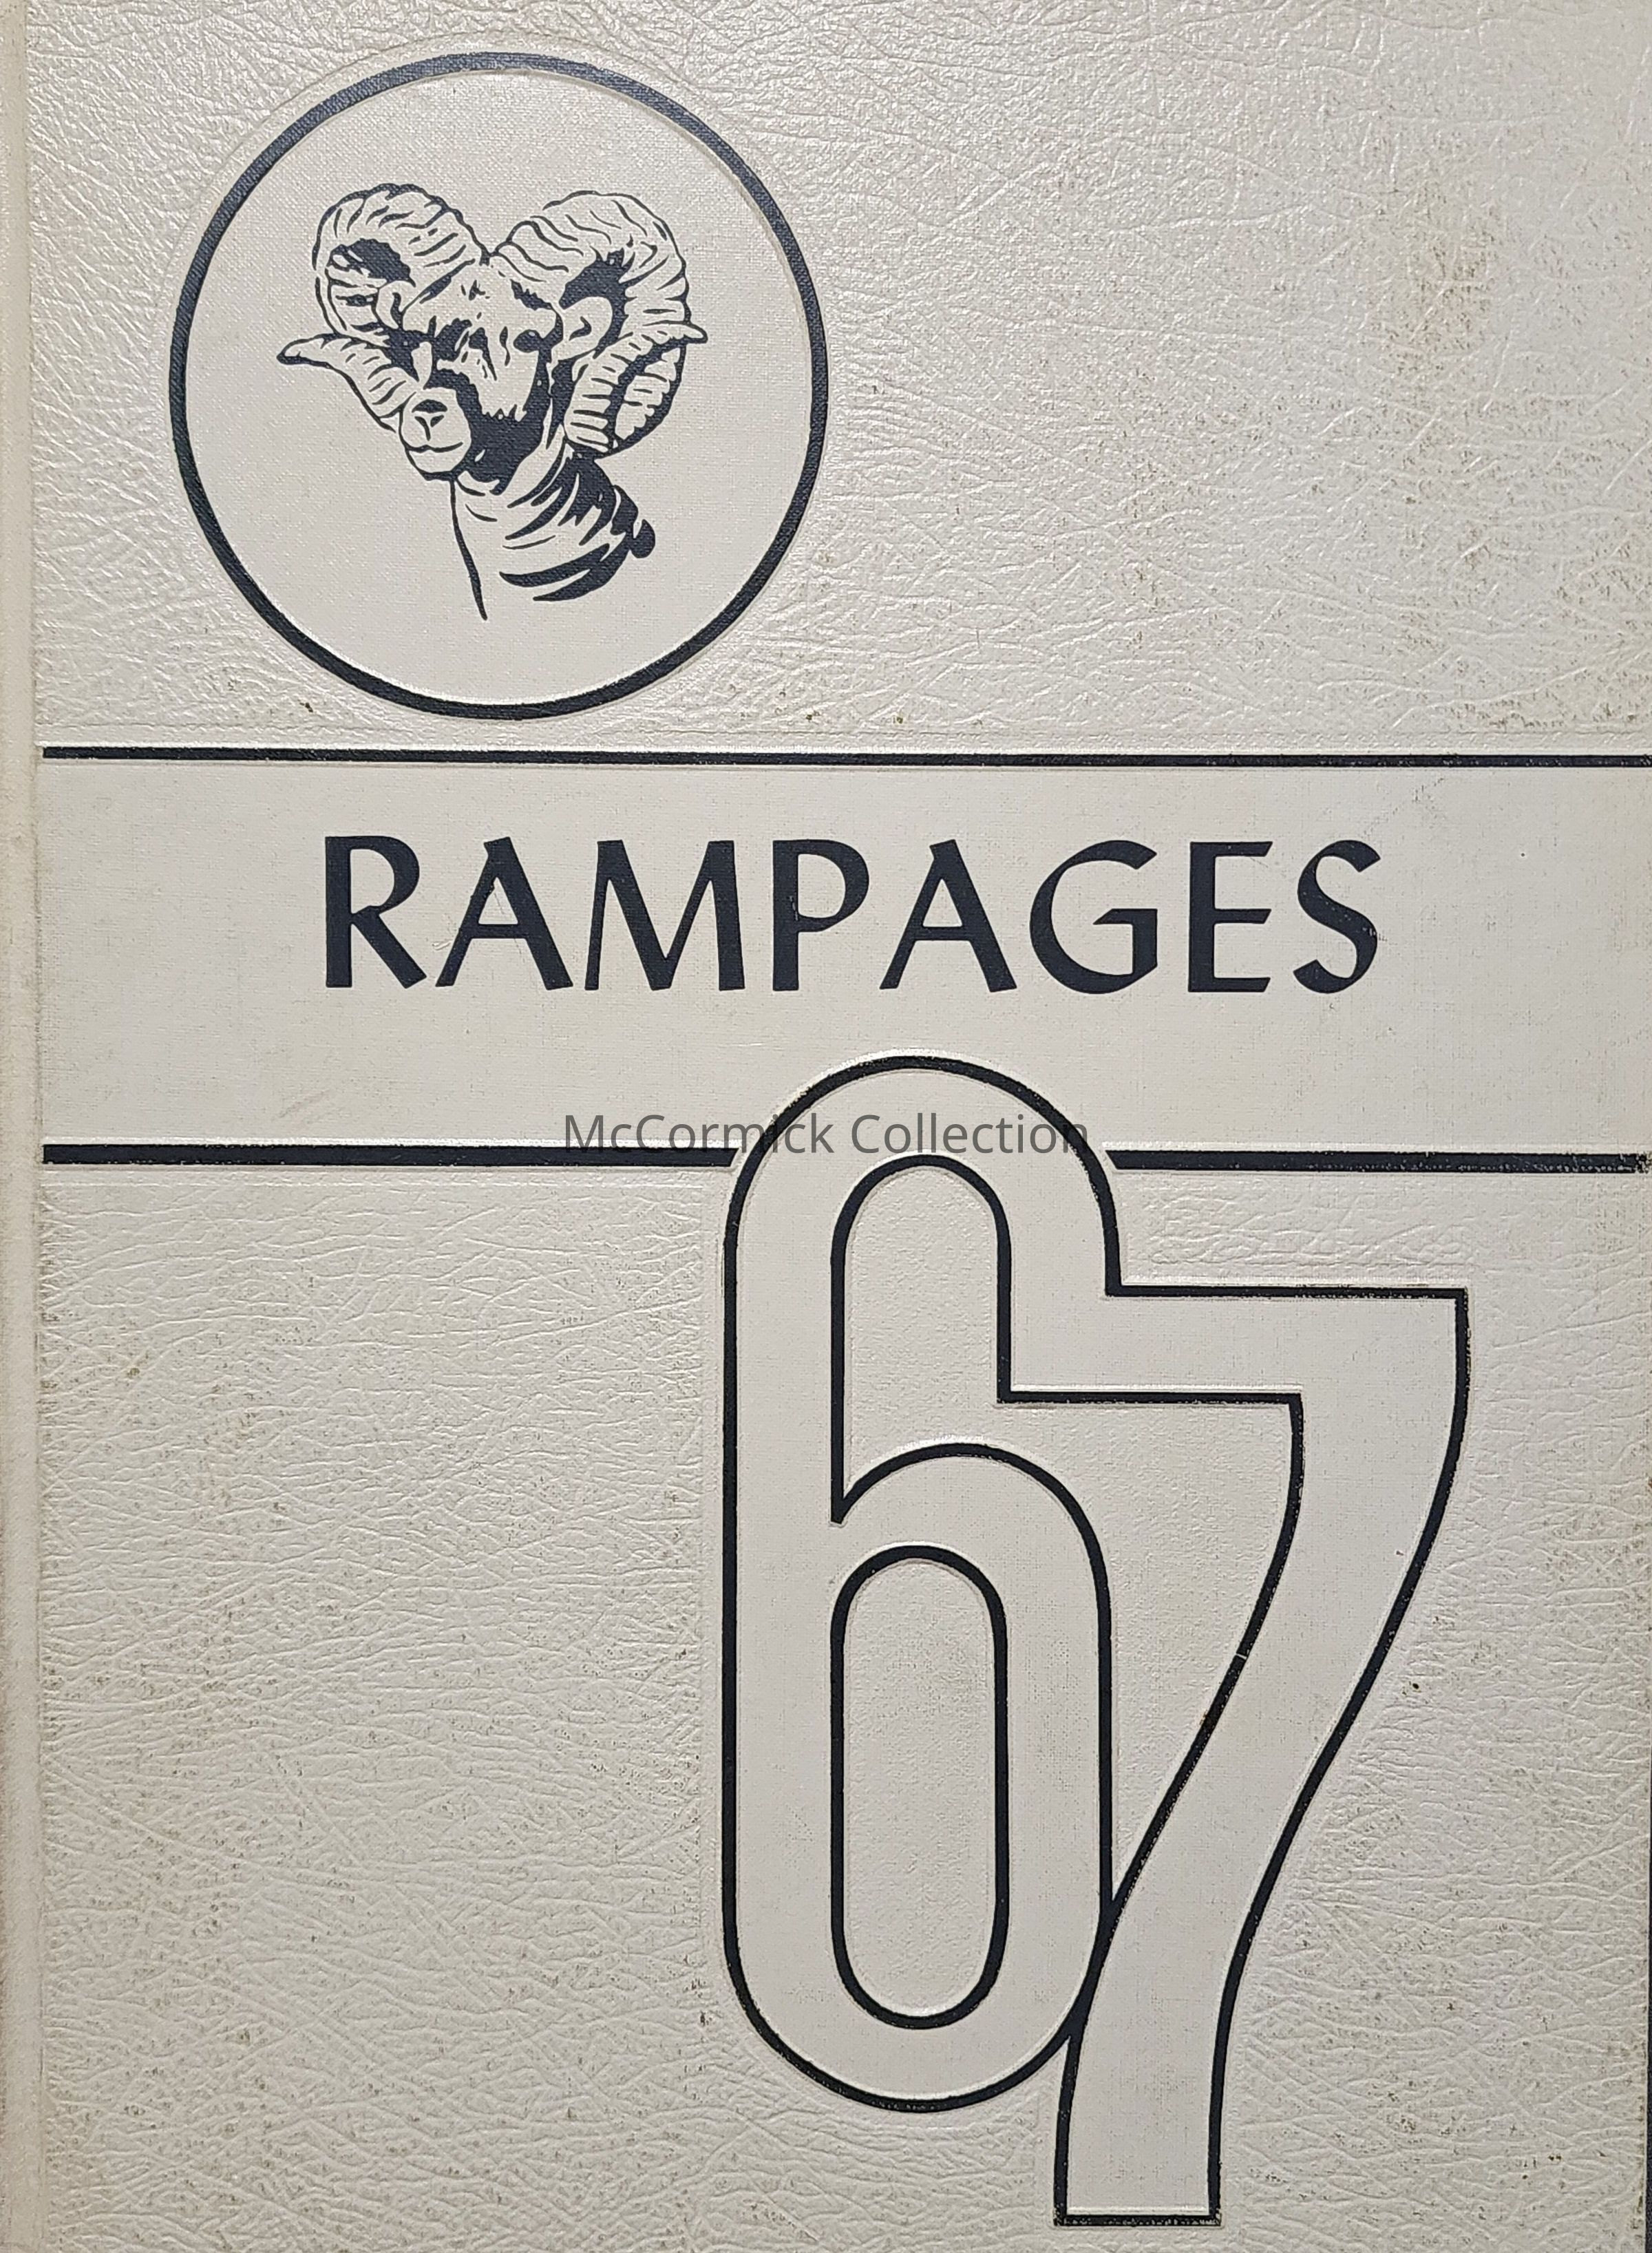 RAMPAGES
McCormick Collection
67